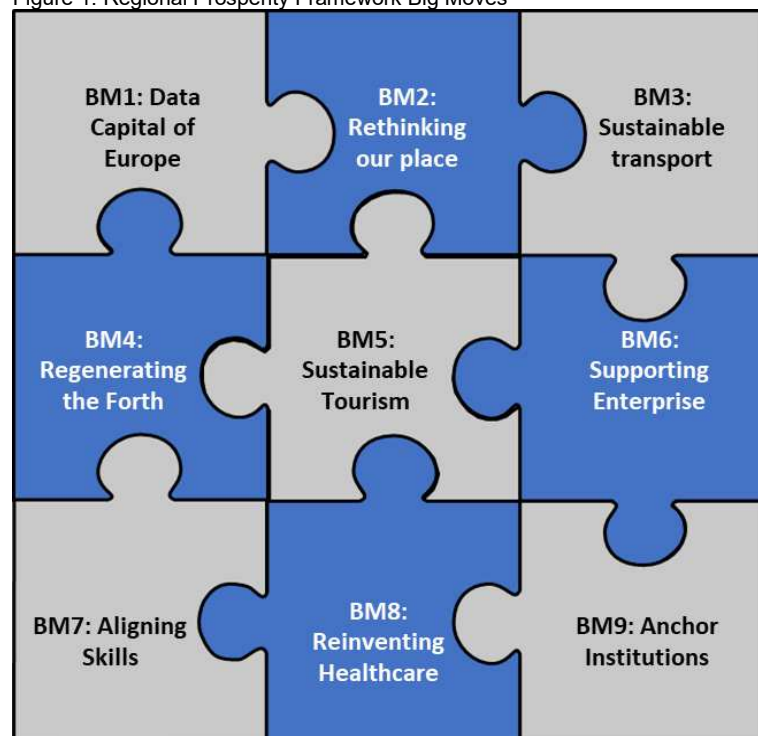 Figure 1: Regional Prosperity Framework Big Moves
BM1: Data
Capital of
Europe
BM2:
Rethinking
our place
BM3:
Sustainable
transport
BM4:
Regenerating
the Forth
BM5:
Sustainable
Tourism
BM6:
Supporting
Enterprise
BM7: Aligning
Skills
BM8:
Reinventing
Healthcare
BM9: Anchor
Institutions